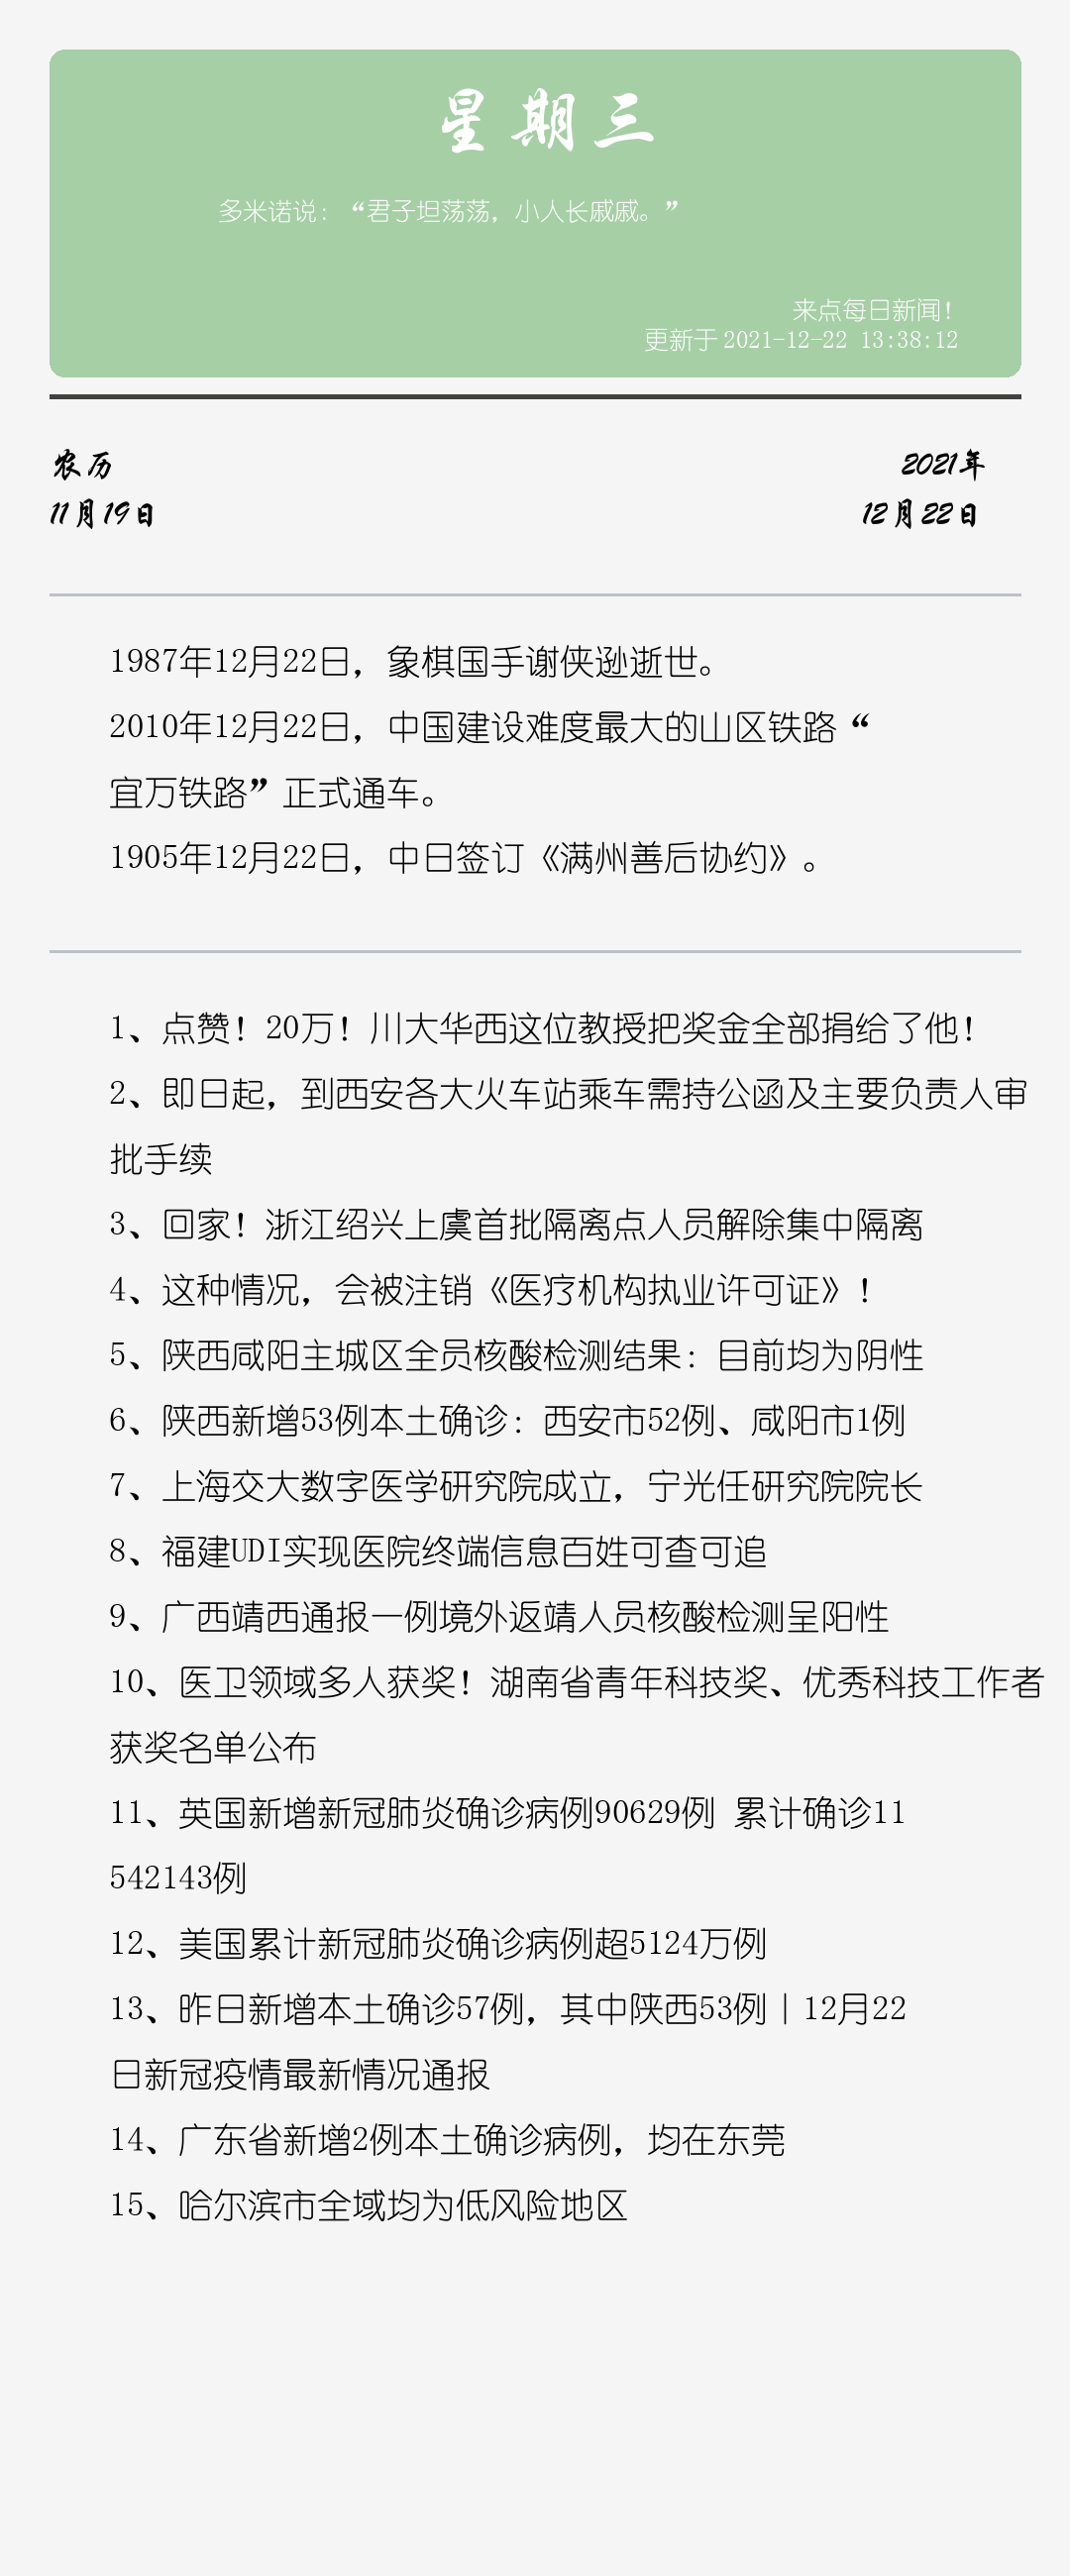 星期三
多米诺说：“君子坦荡荡，小人长戚戚。”
来点每日新闻！
更新于2021-12-22 13:38:12
农历
11月19日
2021年
12月22日
1987年12月22日，象棋国手谢侠逊逝世。
2010年12月22日，中国建设难度最大的山区铁路“
宜万铁路”正式通车。
1905年12月22日，中日签订《满州善后协约》。
1、点赞！20万！川大华西这位教授把奖金全部捐给了他！
2、即日起，到西安各大火车站乘车需持公函及主要负责人审
批手续
3、回家！浙江绍兴上虞首批隔离点人员解除集中隔离
4、这种情况，会被注销《医疗机构执业许可证》！
5、陕西咸阳主城区全员核酸检测结果：目前均为阴性
6、陕西新增53例本土确诊：西安市52例、咸阳市1例
7、上海交大数字医学研究院成立，宁光任研究院院长
8、福建UDI实现医院终端信息百姓可查可追
9、广西靖西通报一例境外返靖人员核酸检测呈阳性
10、医卫领域多人获奖！湖南省青年科技奖、优秀科技工作者
获奖名单公布
11、英国新增新冠肺炎确诊病例90629例 累计确诊11
542143例
12、美国累计新冠肺炎确诊病例超5124万例
13、昨日新增本土确诊57例，其中陕西53例｜12月22
日新冠疫情最新情况通报
14、广东省新增2例本土确诊病例，均在东莞
15、哈尔滨市全域均为低风险地区